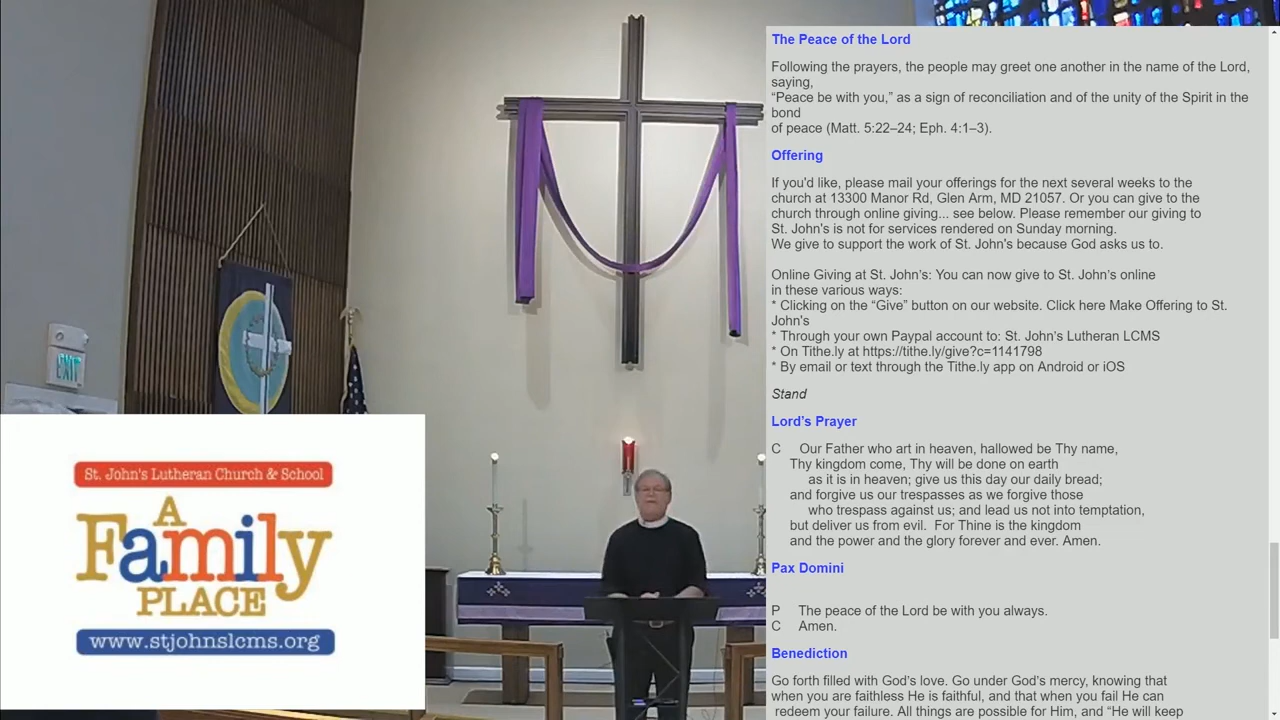 EXIT
St. John's Lutheran Church & School
A
Family
PLACE
www.stjohnslcms.org
The Peace of the Lord
Following the prayers, the people may greet one another in the name of the Lord,
saying,
“Peace be with you,” as a sign of reconciliation and of the unity of the Spirit in the
bond
of peace (Matt. 5:22–24; Eph. 4:1–3).
Offering
If you'd like, please mail your offerings for the next several weeks to the
church at 13300 Manor Rd, Glen Arm, MD 21057. Or you can give to the
church through online giving... see below. Please remember our giving to
St. John's is not for services rendered on Sunday morning.
We give to support the work of St. John's because God asks us to.
Online Giving at St. John’s: You can now give to St. John’s online
in these various ways:
* Clicking on the “Give” button on our website. Click here Make Offering to St.
John's
* Through your own Paypal account to: St. John’s Lutheran LCMS
* On Tithe.ly at https://tithe.ly/give?c=1141798
* By email or text through the Tithe.ly app on Android or iOS
Stand
Lord’s Prayer
C Our Father who art in heaven, hallowed be Thy name,
Thy kingdom come, Thy will be done on earth
as it is in heaven; give us this day our daily bread;
and forgive us our trespasses as we forgive those
who trespass against us; and lead us not into temptation,
but deliver us from evil. For Thine is the kingdom
and the power and the glory forever and ever. Amen.
Pax Domini
P The peace of the Lord be with you always.
C Amen.
Benediction
Go forth filled with God’s love. Go under God’s mercy, knowing that
when you are faithless He is faithful, and that when you fail He can
redeem your failure. All things are possible for Him, and “He will keep